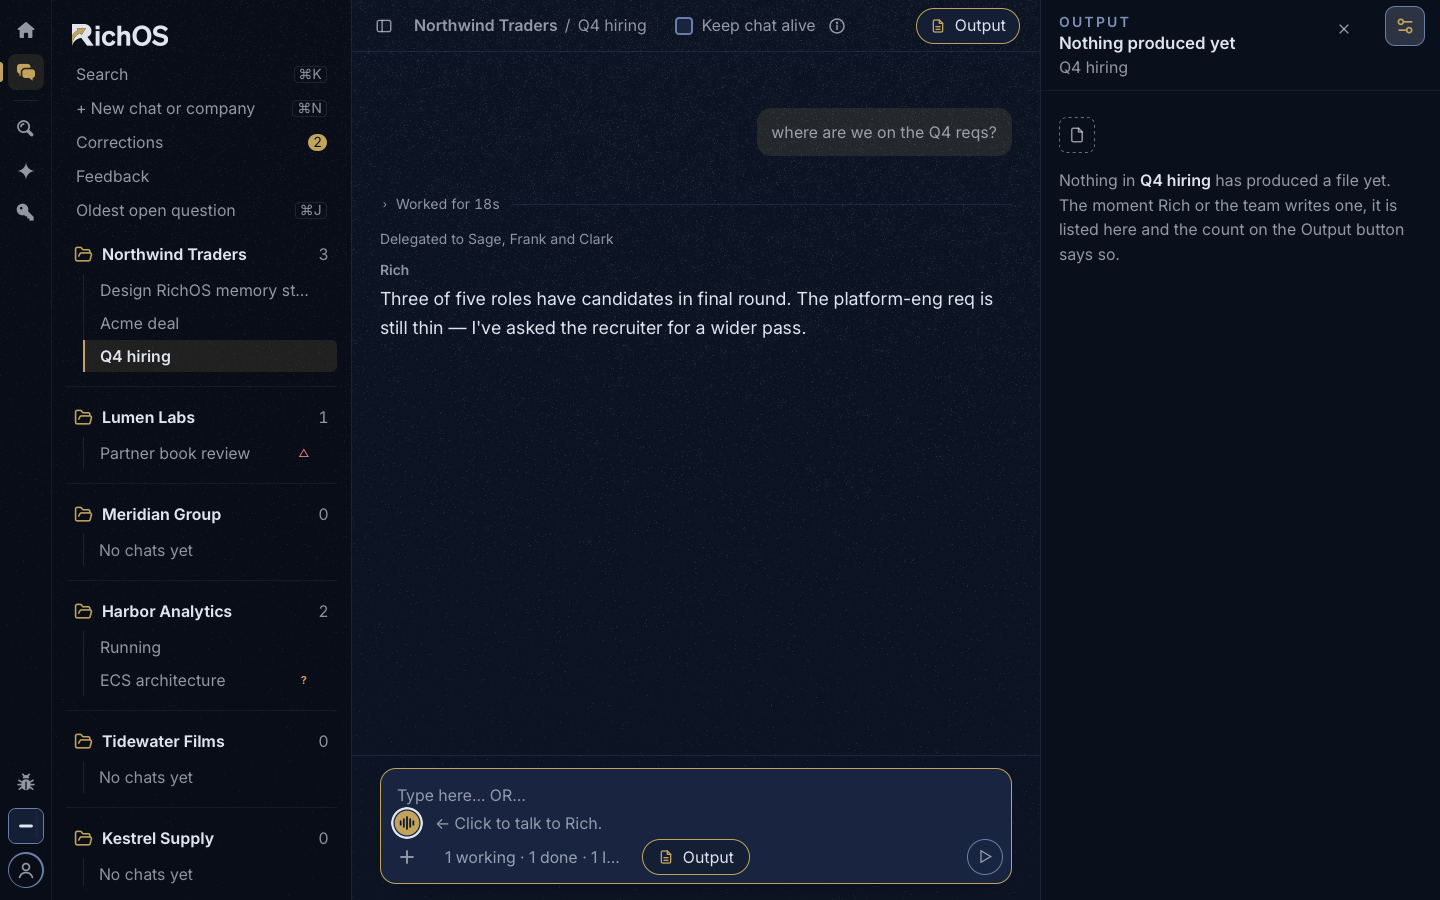 RichOS
Search ⌘K
+ New chat or company ⌘N
Corrections 2
Feedback
Oldest open question ⌘J
Northwind Traders 3
Design RichOS memory st...
Acme deal
Q4 hiring
Lumen Labs 1
Partner book review
Meridian Group 0
No chats yet
Harbor Analytics 2
Running
ECS architecture ?
Tidewater Films 0
No chats yet
Kestrel Supply 0
No chats yet
Northwind Traders / Q4 hiring
Keep chat alive
Output
where are we on the Q4 reqs?
› Worked for 18s
Delegated to Sage, Frank and Clark
Rich
Three of five roles have candidates in final round. The platform-eng req is
still thin — I've asked the recruiter for a wider pass.
Type here... OR...
← Click to talk to Rich.
1 working · 1 done · 1 l...
Output
OUTPUT
Nothing produced yet
Q4 hiring
Nothing in Q4 hiring has produced a file yet.
The moment Rich or the team writes one, it is
listed here and the count on the Output button
says so.